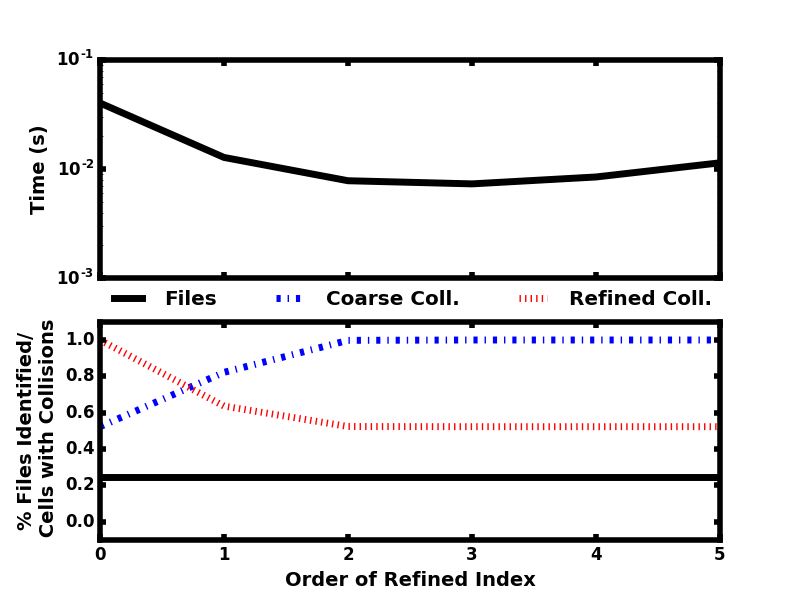 10^-1
10^-2
10^-3
Time (s)
Files
Coarse Coll.
Refined Coll.
1.0
0.8
0.6
0.4
0.2
0.0
% Files Identified/
Cells with Collisions
0 1 2 3 4 5
Order of Refined Index